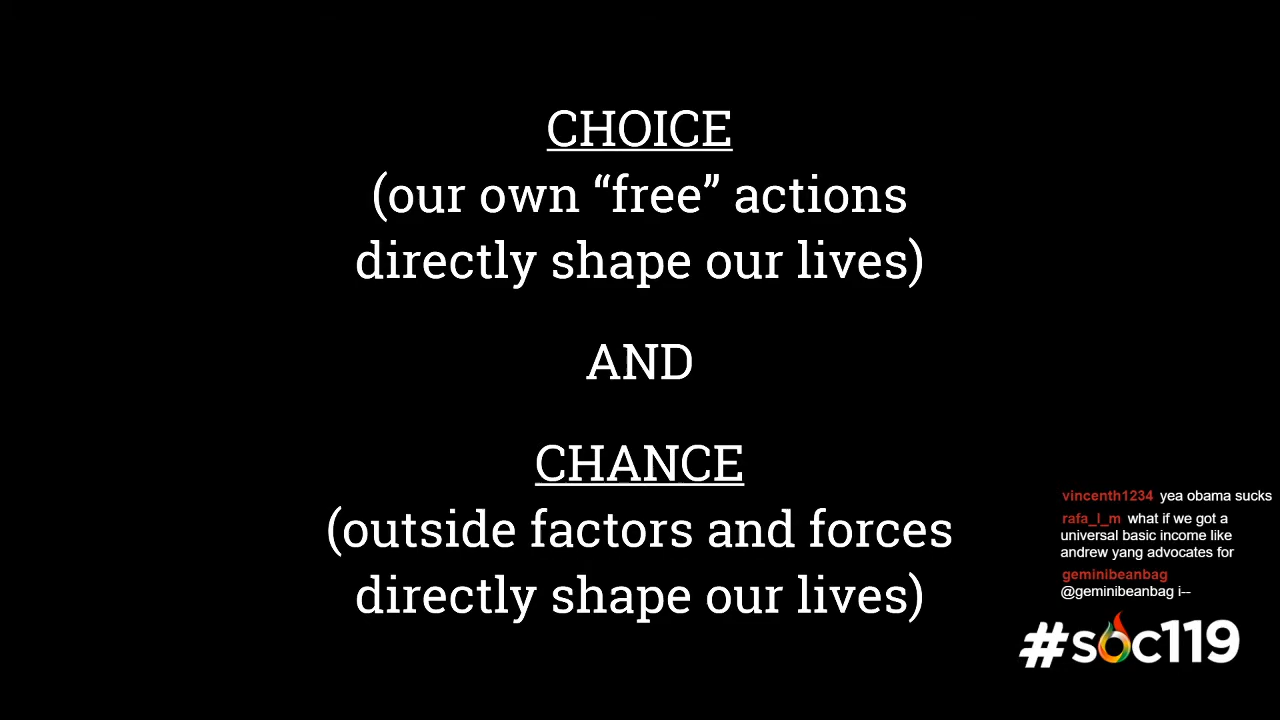 CHOICE
(our own “free” actions
directly shape our lives)
AND
CHANCE
(outside factors and forces
directly shape our lives)
vincenth1234 yea obama sucks
rafa_l_m what if we got a
universal basic income like
andrew yang advocates for
geminibeanbag
@geminibeanbag i--
#soc119